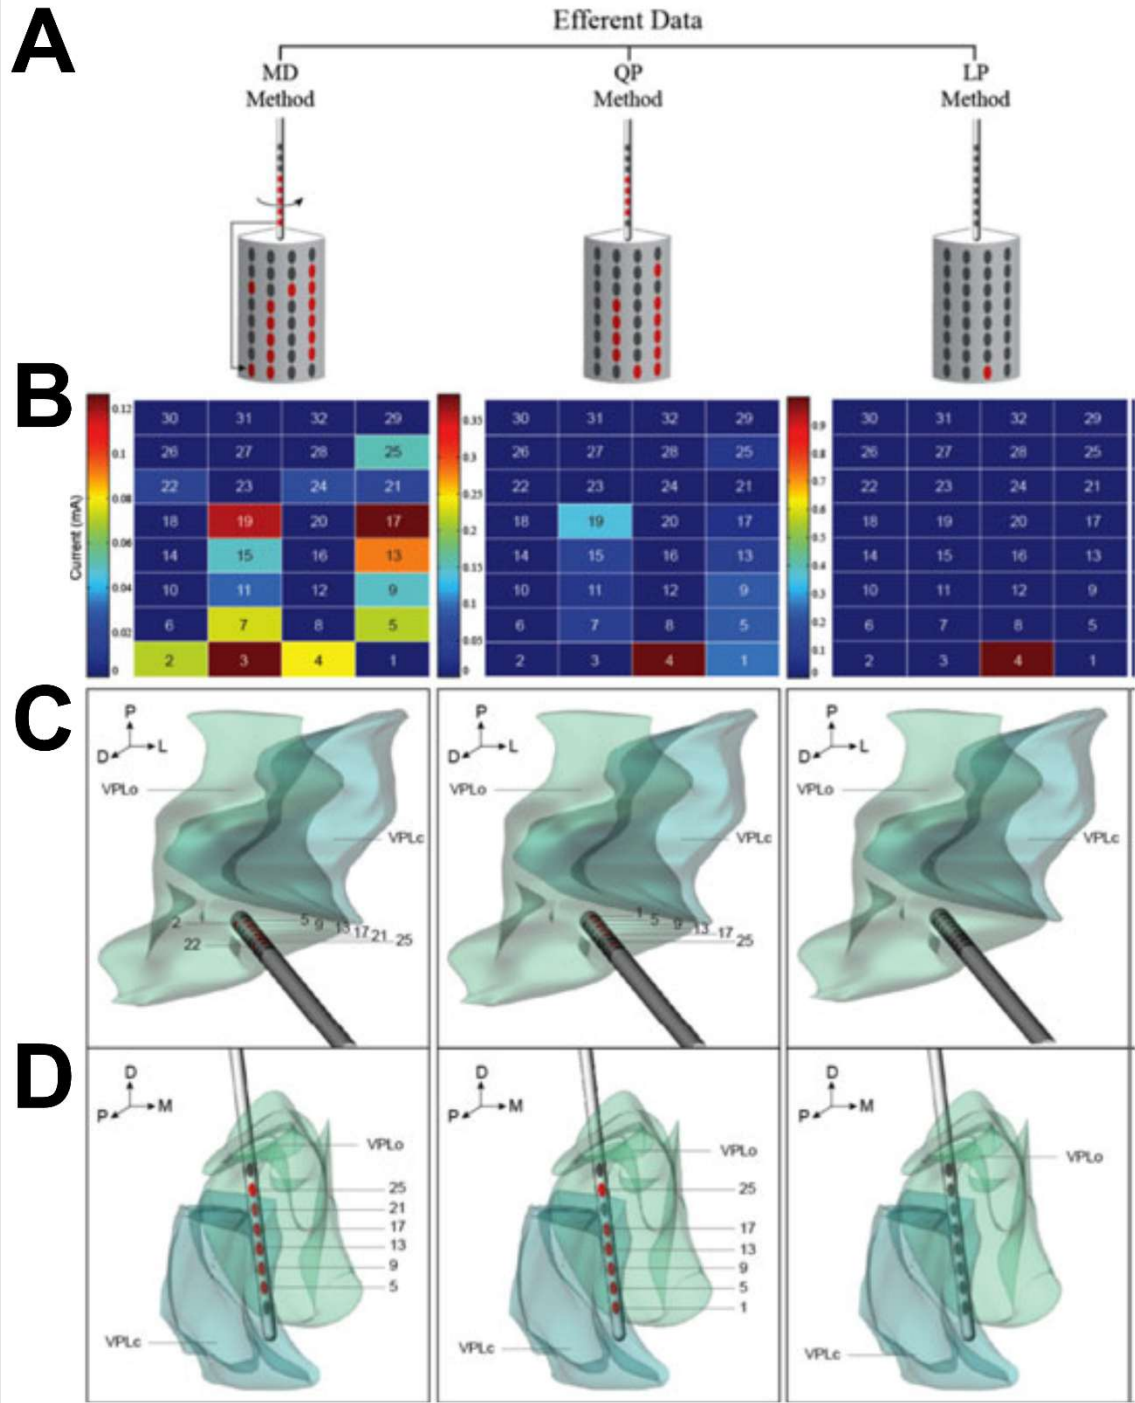 A
Efferent Data
MD
Method
QP
Method
LP
Method
B
Current (mA)
0.12
0.1
0.08
0.06
0.04
0.02
0
30 31 32 29
26 27 28 25
22 23 24 21
18 19 20 17
14 15 16 13
10 11 12 9
6 7 8 5
2 3 4 1
0.35
0.3
0.25
0.2
0.15
0.1
0.05
0
30 31 32 29
26 27 28 25
22 23 24 21
18 19 20 17
14 15 16 13
10 11 12 9
6 7 8 5
2 3 4 1
0.9
0.8
0.7
0.6
0.5
0.4
0.3
0.2
0.1
0
30 31 32 29
26 27 28 25
22 23 24 21
18 19 20 17
14 15 16 13
10 11 12 9
6 7 8 5
2 3 4 1
C
P
D L
VPLo
VPLc
2 5 9 13 17 21 25
22
P
D L
VPLo
VPLc
1 5 9 13 17
25
P
D L
VPLo
VPLc
D
D
P M
VPLo
25
21
17
13
9
5
VPLc
D
P M
VPLo
25
17
13
9
5
1
VPLc
D
P M
VPLo
VPLc